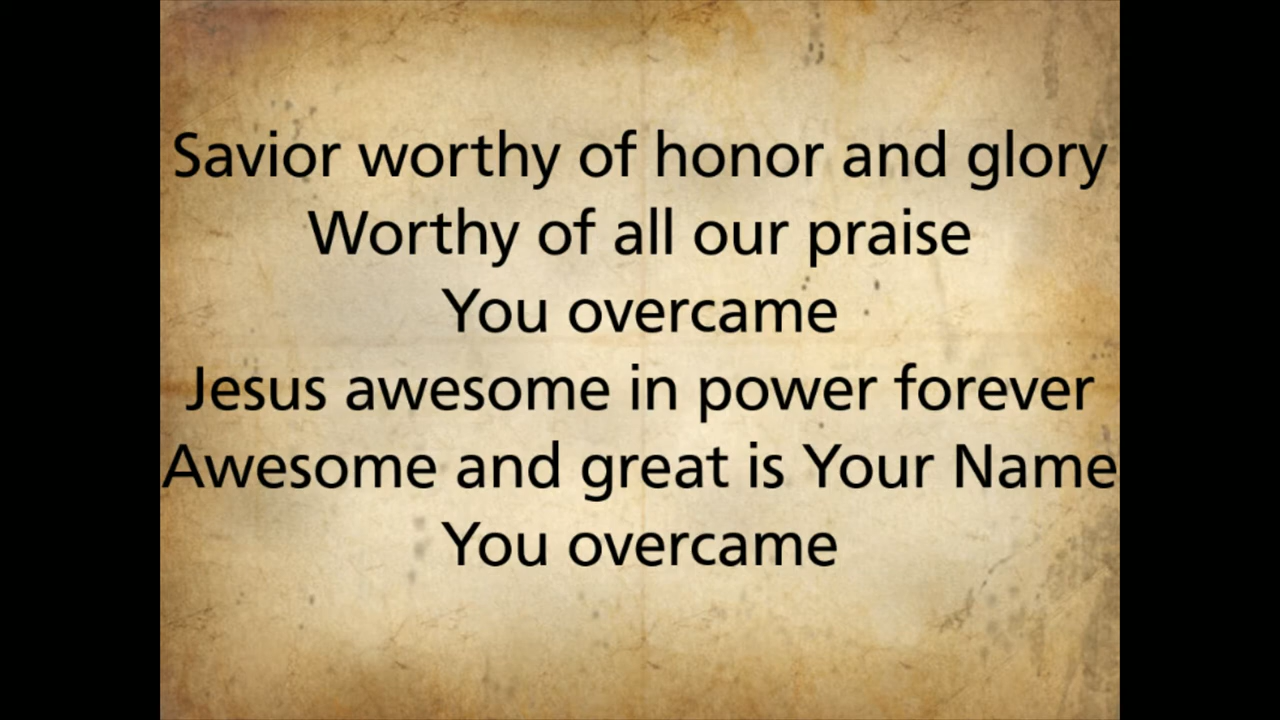 Savior worthy of honor and glory
Worthy of all our praise
You overcame
Jesus awesome in power forever
Awesome and great is Your Name
You overcame